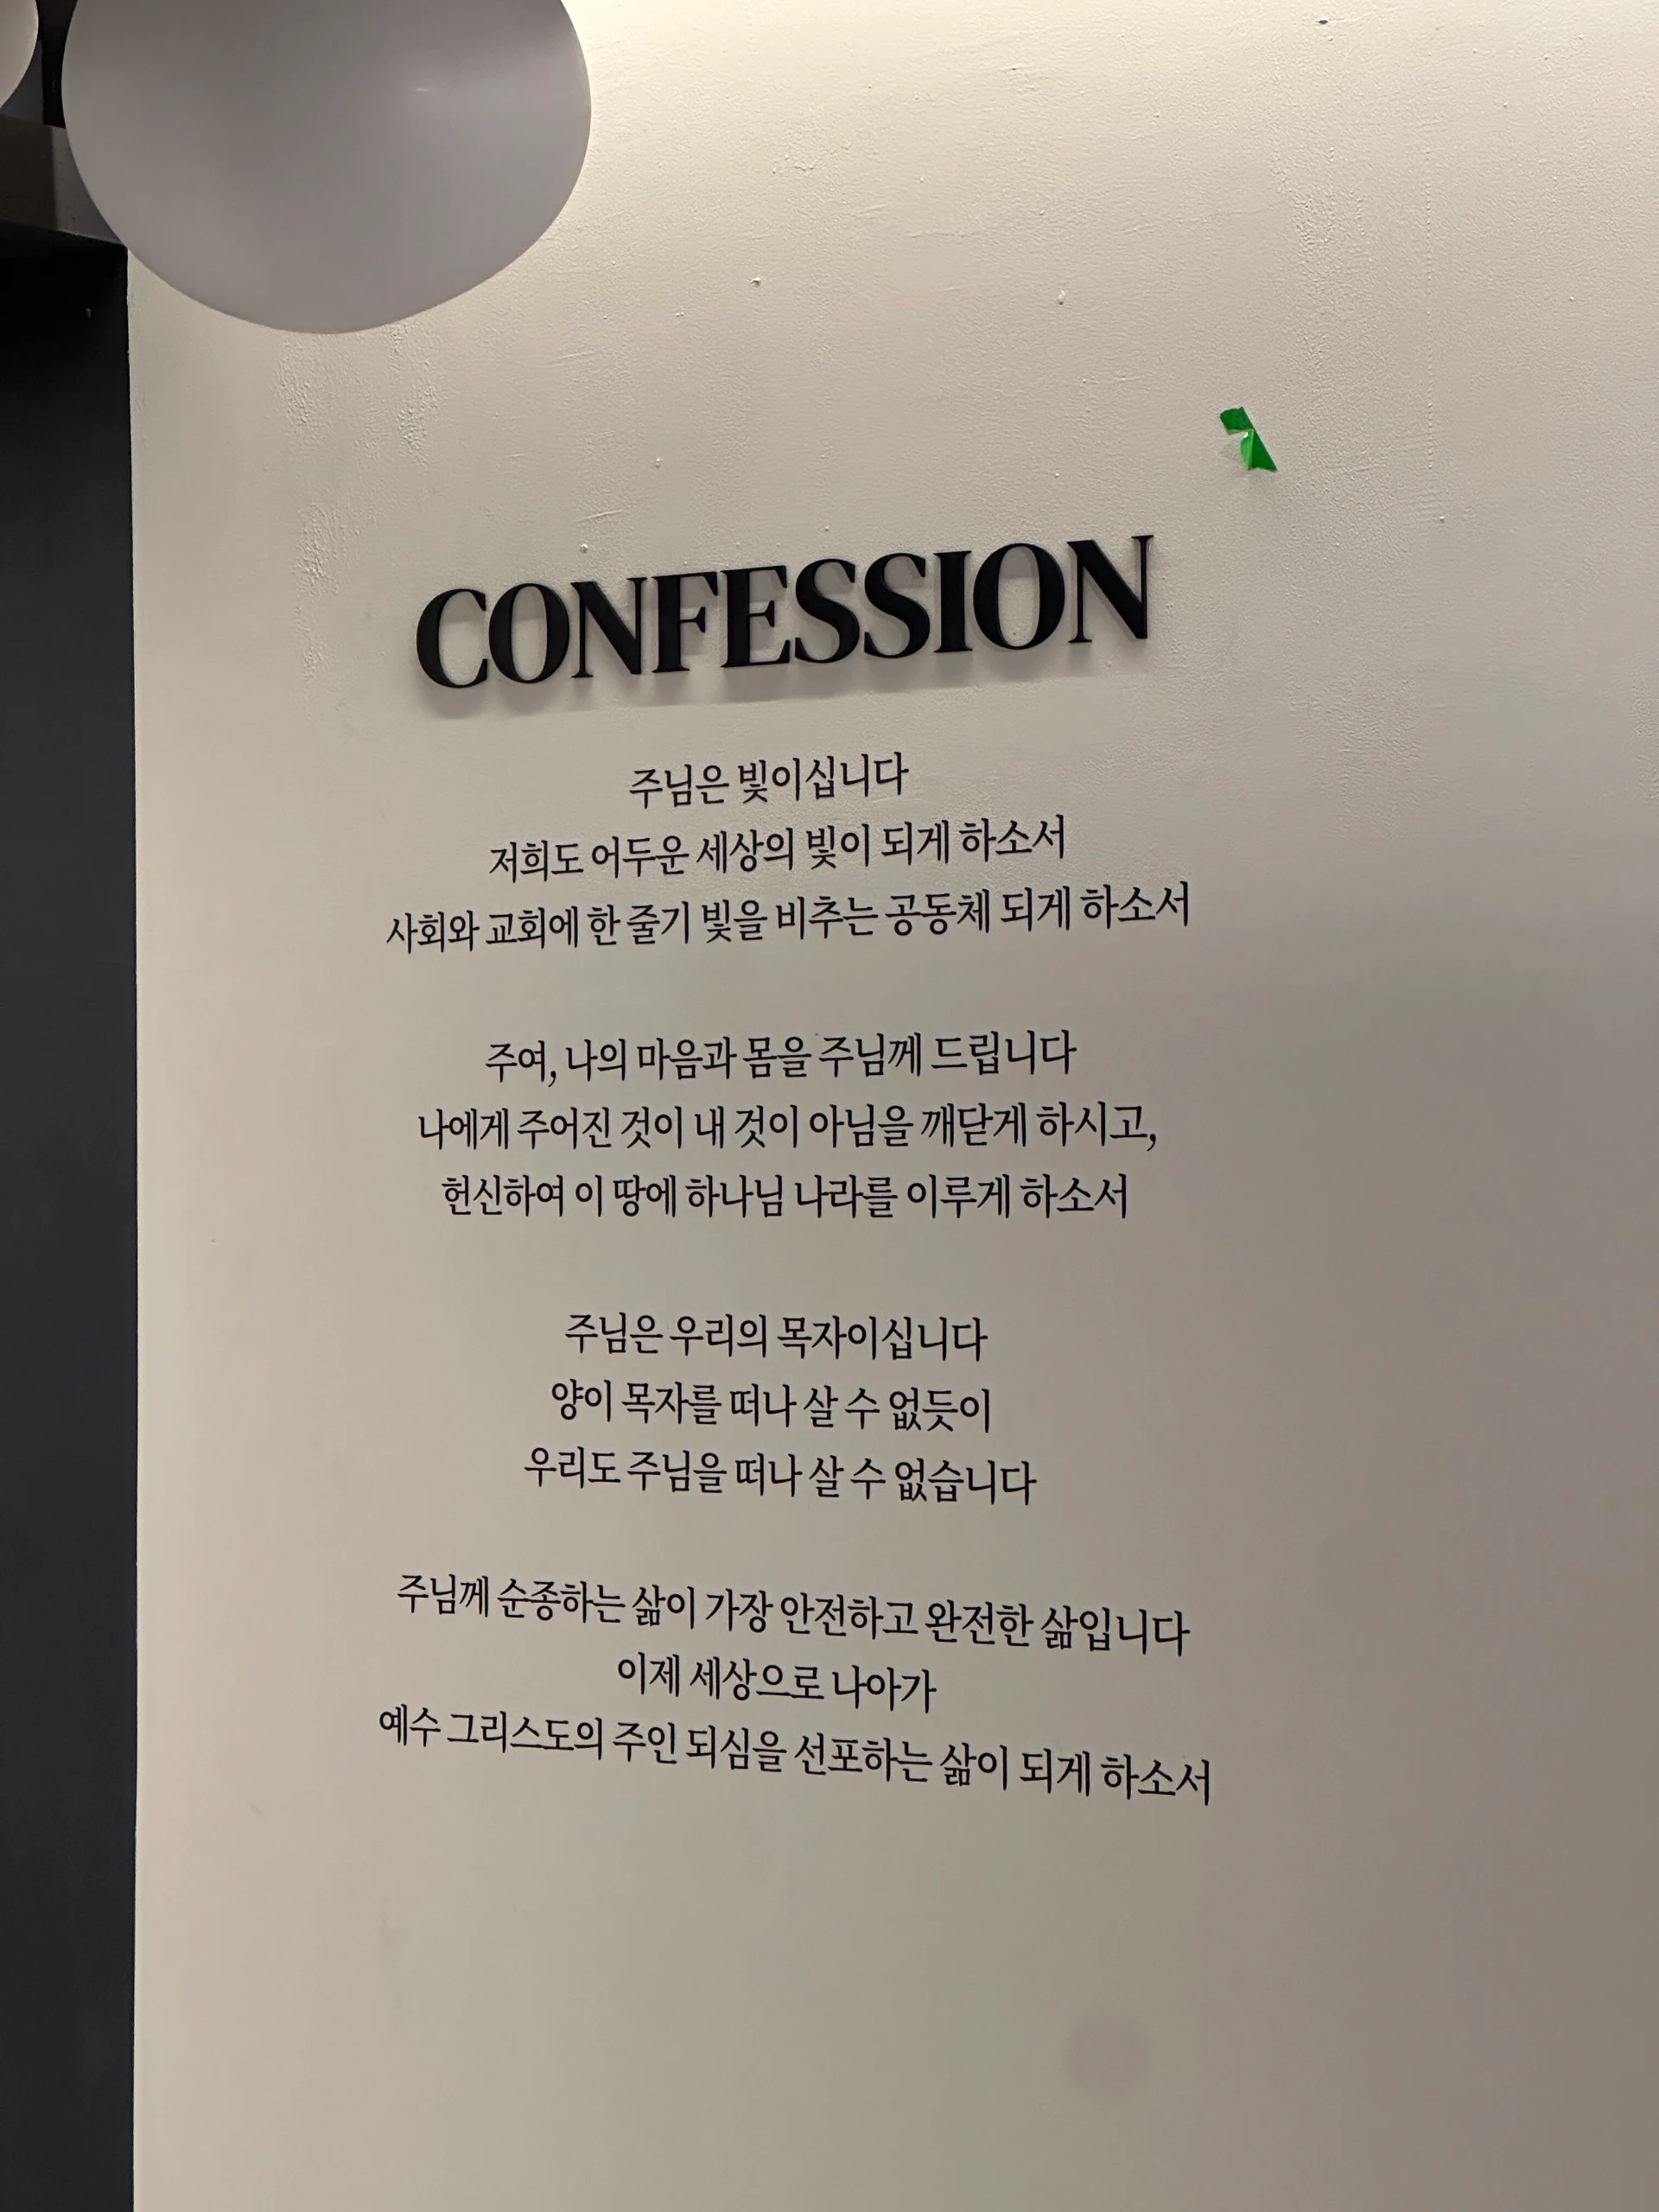 CONFESSION
주님은 빛이십니다
저희도 어두운 세상의 빛이 되게 하소서
사회와 교회에 한 줄기 빛을 비추는 공동체 되게 하소서
주여, 나의 마음과 몸을 주님께 드립니다
나에게 주어진 것이 내 것이 아님을 깨닫게 하시고,
헌신하여 이 땅에 하나님 나라를 이루게 하소서
주님은 우리의 목자이십니다
양이 목자를 떠나 살 수 없듯이
우리도 주님을 떠나 살 수 없습니다
주님께 순종하는 삶이 가장 안전하고 완전한 삶입니다
이제 세상으로 나아가
예수 그리스도의 주인 되심을 선포하는 삶이 되게 하소서